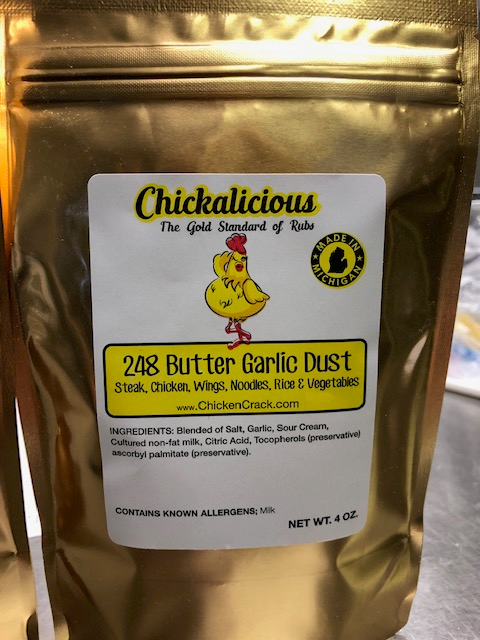 Chickalicious
The Gold Standard of Rubs
MADE IN
MICHIGAN
248 Butter Garlic Dust
Steak, Chicken, Wings, Noodles, Rice & Vegetables
www.ChickenCrack.com
INGREDIENTS: Blended of Salt, Garlic, Sour Cream,
Cultured non-fat milk, Citric Acid, Tocopherols (preservative)
ascorbyl palmitate (preservative).
CONTAINS KNOWN ALLERGENS; Milk
NET WT. 4 OZ.